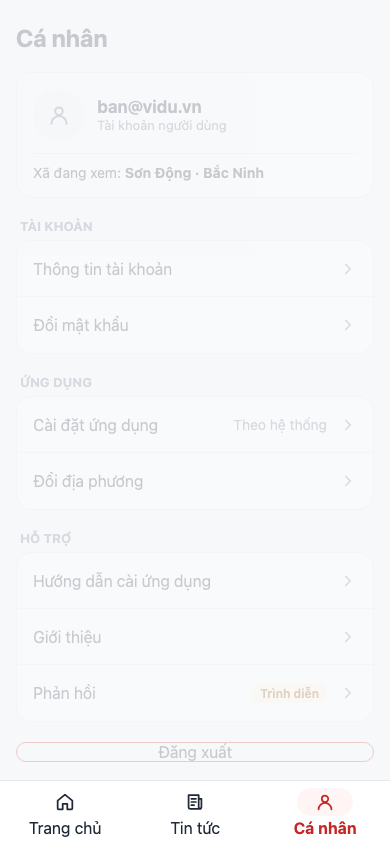 Cá nhân
ban@vidu.vn
Tài khoản người dùng
Xã đang xem: Sơn Động · Bắc Ninh
TÀI KHOẢN
Thông tin tài khoản
Đổi mật khẩu
ỨNG DỤNG
Cài đặt ứng dụng Theo hệ thống
Đổi địa phương
HỖ TRỢ
Hướng dẫn cài ứng dụng
Giới thiệu
Phản hồi Trình diễn
Đăng xuất
Trang chủ Tin tức Cá nhân